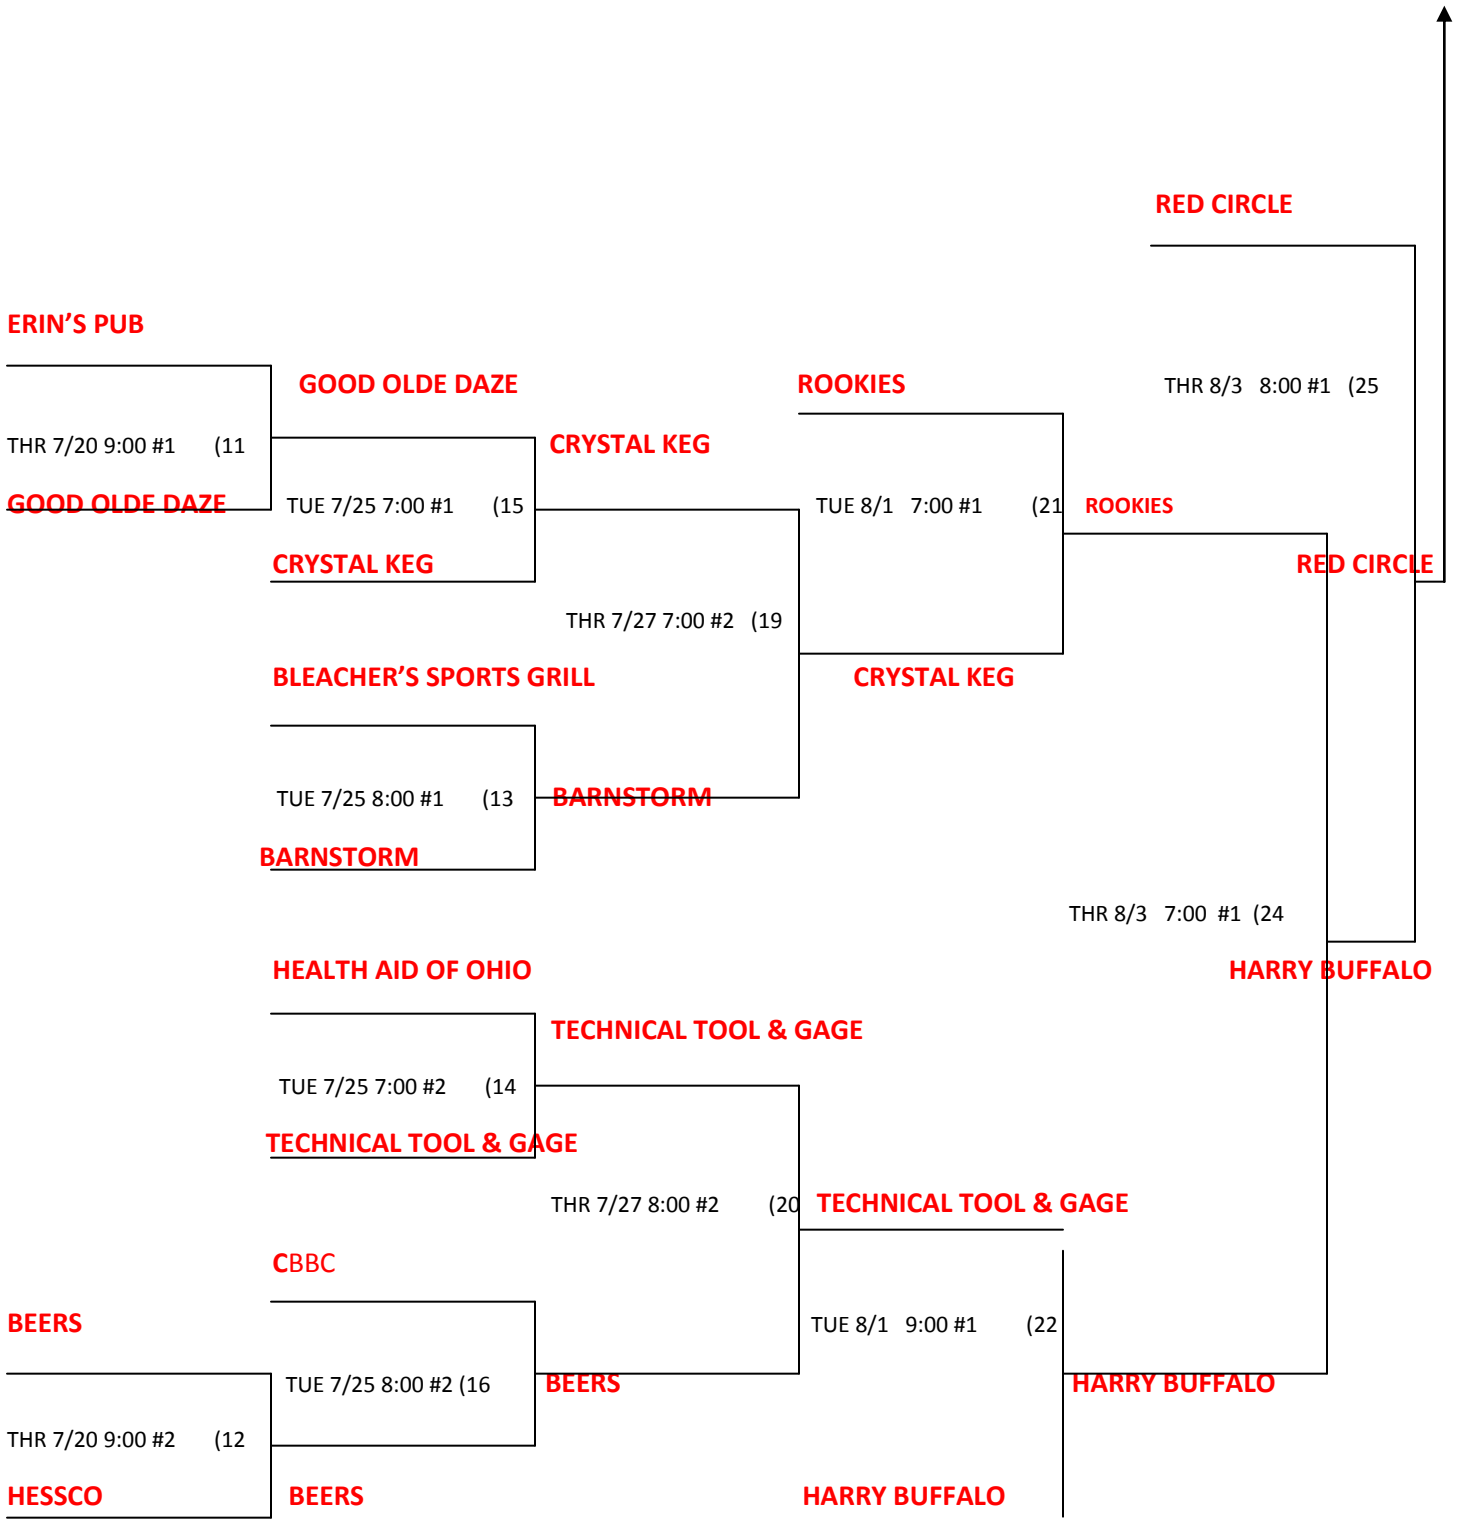 RED CIRCLE
ERIN’S PUB
GOOD OLDE DAZE
ROOKIES
THR 8/3 8:00 #1 (25
THR 7/20 9:00 #1 (11
CRYSTAL KEG
GOOD OLDE DAZE
TUE 7/25 7:00 #1 (15
TUE 8/1 7:00 #1 (21
ROOKIES
CRYSTAL KEG
RED CIRCLE
THR 7/27 7:00 #2 (19
BLEACHER’S SPORTS GRILL
CRYSTAL KEG
TUE 7/25 8:00 #1 (13
BARNSTORM
BARNSTORM
THR 8/3 7:00 #1 (24
HEALTH AID OF OHIO
HARRY BUFFALO
TECHNICAL TOOL & GAGE
TUE 7/25 7:00 #2 (14
TECHNICAL TOOL & GAGE
THR 7/27 8:00 #2 (20
TECHNICAL TOOL & GAGE
CBBC
BEERS
TUE 8/1 9:00 #1 (22
TUE 7/25 8:00 #2 (16
BEERS
HARRY BUFFALO
THR 7/20 9:00 #2 (12
HESSCO
BEERS
HARRY BUFFALO